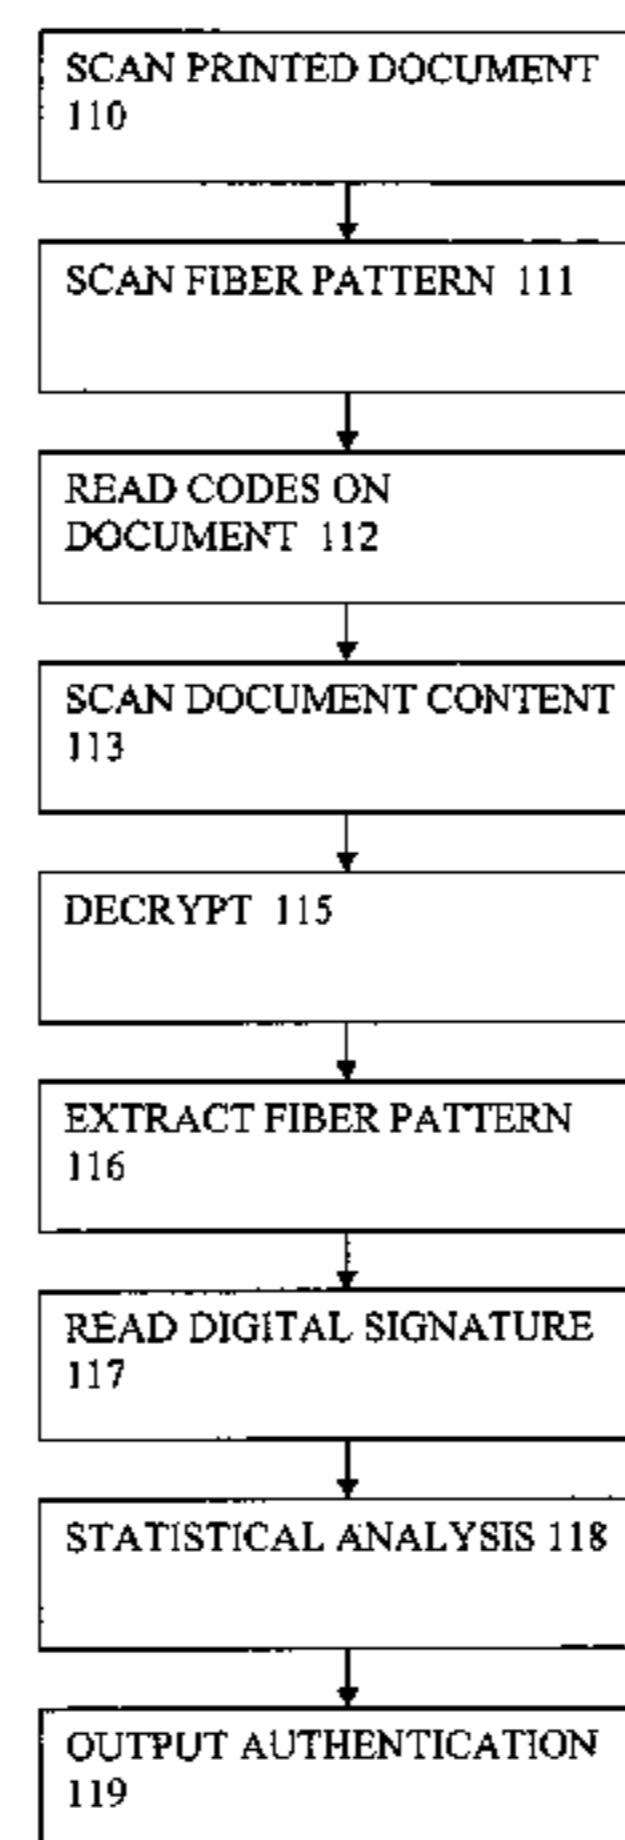 SCAN PRINTED DOCUMENT
110
SCAN FIBER PATTERN 111
READ CODES ON
DOCUMENT 112
SCAN DOCUMENT CONTENT
113
DECRYPT 115
EXTRACT FIBER PATTERN
116
READ DIGITAL SIGNATURE
117
STATISTICAL ANALYSIS 118
OUTPUT AUTHENTICATION
119